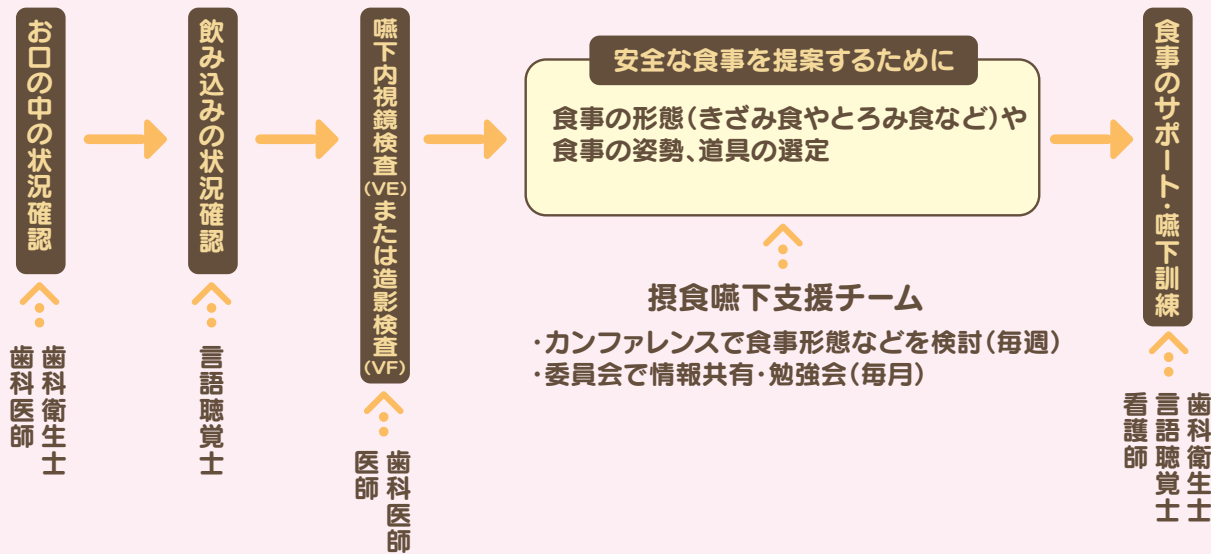 お口の中の状況確認
歯科衛生士
歯科医師
飲み込みの状況確認
言語聴覚士
嚥下内視鏡検査(VE)または造影検査(VF)
歯科医師
医師
安全な食事を提案するために
食事の形態(きざみ食やとろみ食など)や
食事の姿勢、道具の選定
摂食嚥下支援チーム
・カンファレンスで食事形態などを検討(毎週)
・委員会で情報共有・勉強会(毎月)
食事のサポート・嚥下訓練
歯科衛生士
言語聴覚士
看護師